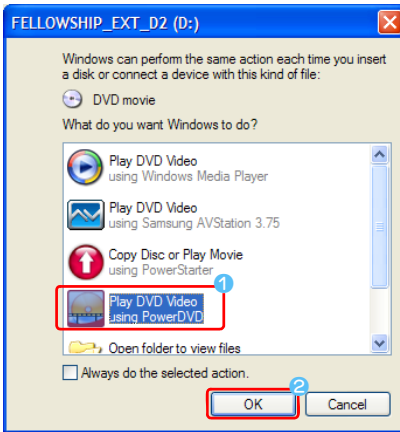 FELLOWSHIP_EXT_D2 (D:)
Windows can perform the same action each time you insert
a disk or connect a device with this kind of file:
DVD movie
What do you want Windows to do?
Play DVD Video
using Windows Media Player
Play DVD Video
using Samsung AVStation 3.75
Copy Disc or Play Movie
using PowerStarter
1
Play DVD Video
using PowerDVD
Open folder to view files
Always do the selected action.
2
OK
Cancel